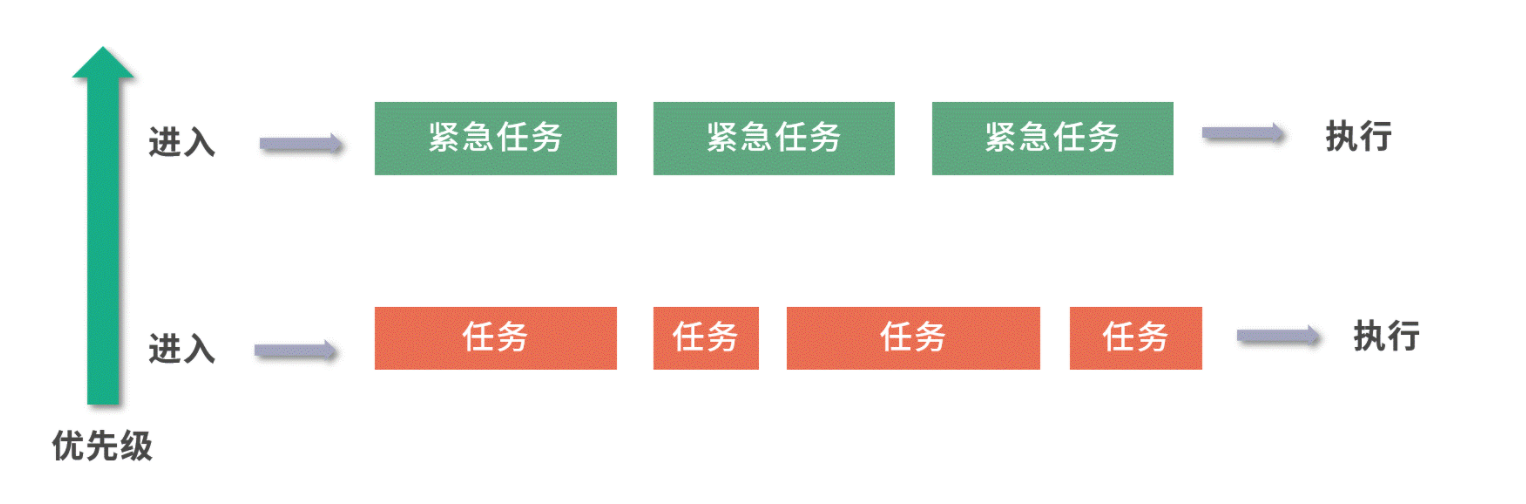 进入 紧急任务 紧急任务 紧急任务 执行
进入 任务 任务 任务 任务 执行
优先级